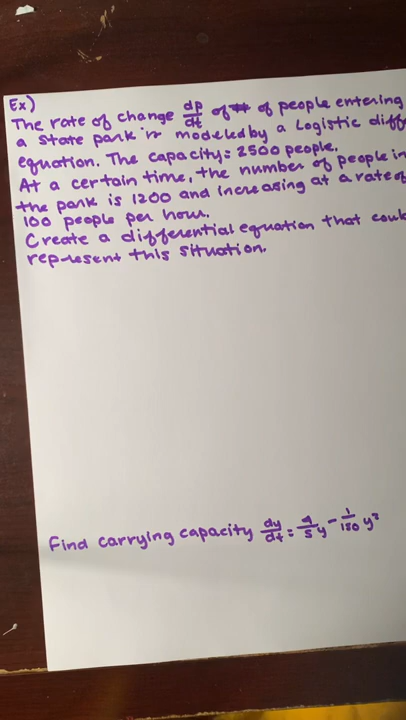 Ex)
The rate of change dp/dt of # of people entering
a state park is modeled by a Logistic diff
equation. The capacity: 2500 people.
At a certain time, the number of people in
the park is 1200 and increasing at a rate of
100 people per hour.
Create a differential equation that coul
represent this situation.
Find carrying capacity dy/dt = 4/5 y - 1/150 y²